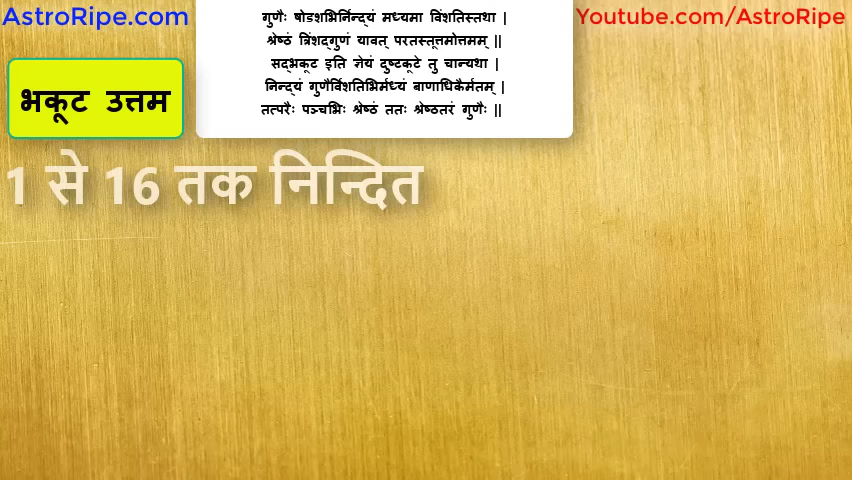 AstroRipe.com
गुणैः षोडशभिर्निन्द्यं मध्यमा विंशतिस्तथा |
Youtube.com/AstroRipe
श्रेष्ठं त्रिंशद्गुणं यावत् परतस्तूत्तमोत्तमम् ||
सद्भकूट इति ज्ञेयं दुष्टकूटे तु चान्यथा |
निन्द्यं गुणैर्विंशतिभिर्मध्यं बाणाधिकैर्मतम् |
तत्परैः पञ्चभिः श्रेष्ठं ततः श्रेष्ठतरं गुणैः ||
भकूट उत्तम
1 से 16 तक निन्दित